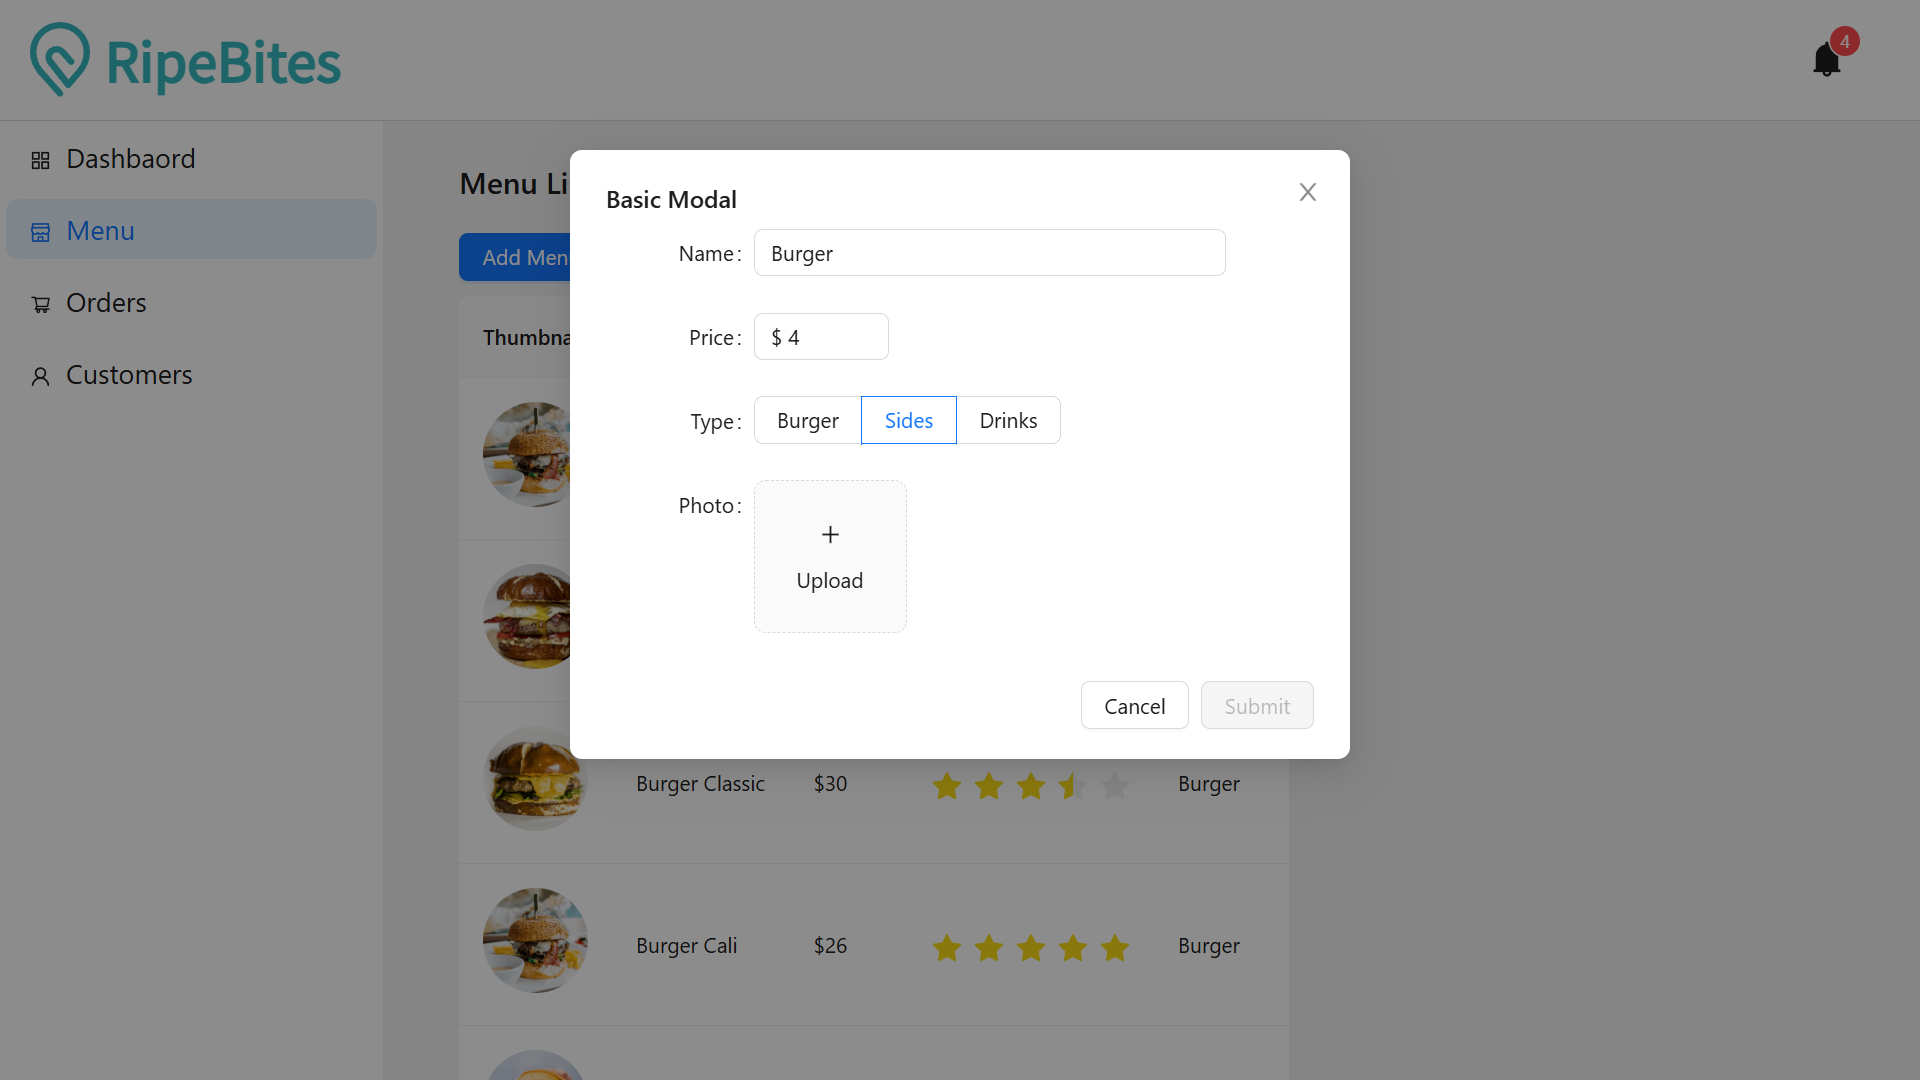 RipeBites
4
Dashbaord
Menu
Orders
Customers
Menu Li
Add Men
Thumbna
Basic Modal
Name:
Burger
Price:
$ 4
Type:
Burger
Sides
Drinks
Photo:
+
Upload
Cancel
Submit
Burger Classic
$30
Burger
Burger Cali
$26
Burger